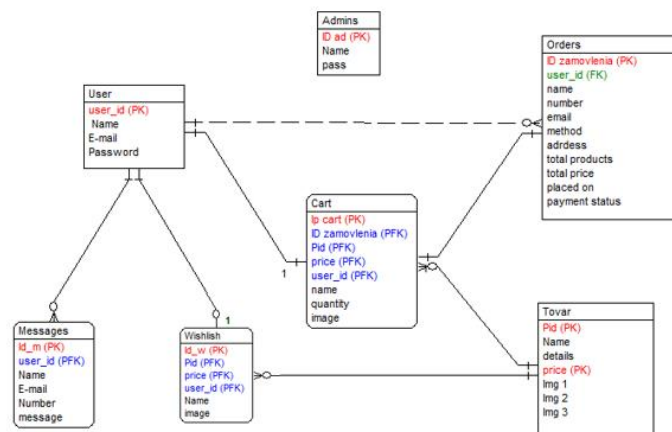 Admins
ID ad (PK)
Name
pass
Orders
ID zamovlenia (PK)
user_id (FK)
name
number
email
method
adrdess
total products
total price
placed on
payment status
User
user_id (PK)
Name
E-mail
Password
Cart
Ip cart (PK)
ID zamovlenia (PFK)
Pid (PFK)
price (PFK)
user_id (PFK)
name
quantity
image
1
Messages
Id_m (PK)
user_id (PFK)
Name
E-mail
Number
message
1
Wishlish
Id_w (PK)
Pid (PFK)
price (PFK)
user_id (PFK)
Name
image
Tovar
Pid (PK)
Name
details
price (PK)
Img 1
Img 2
Img 3